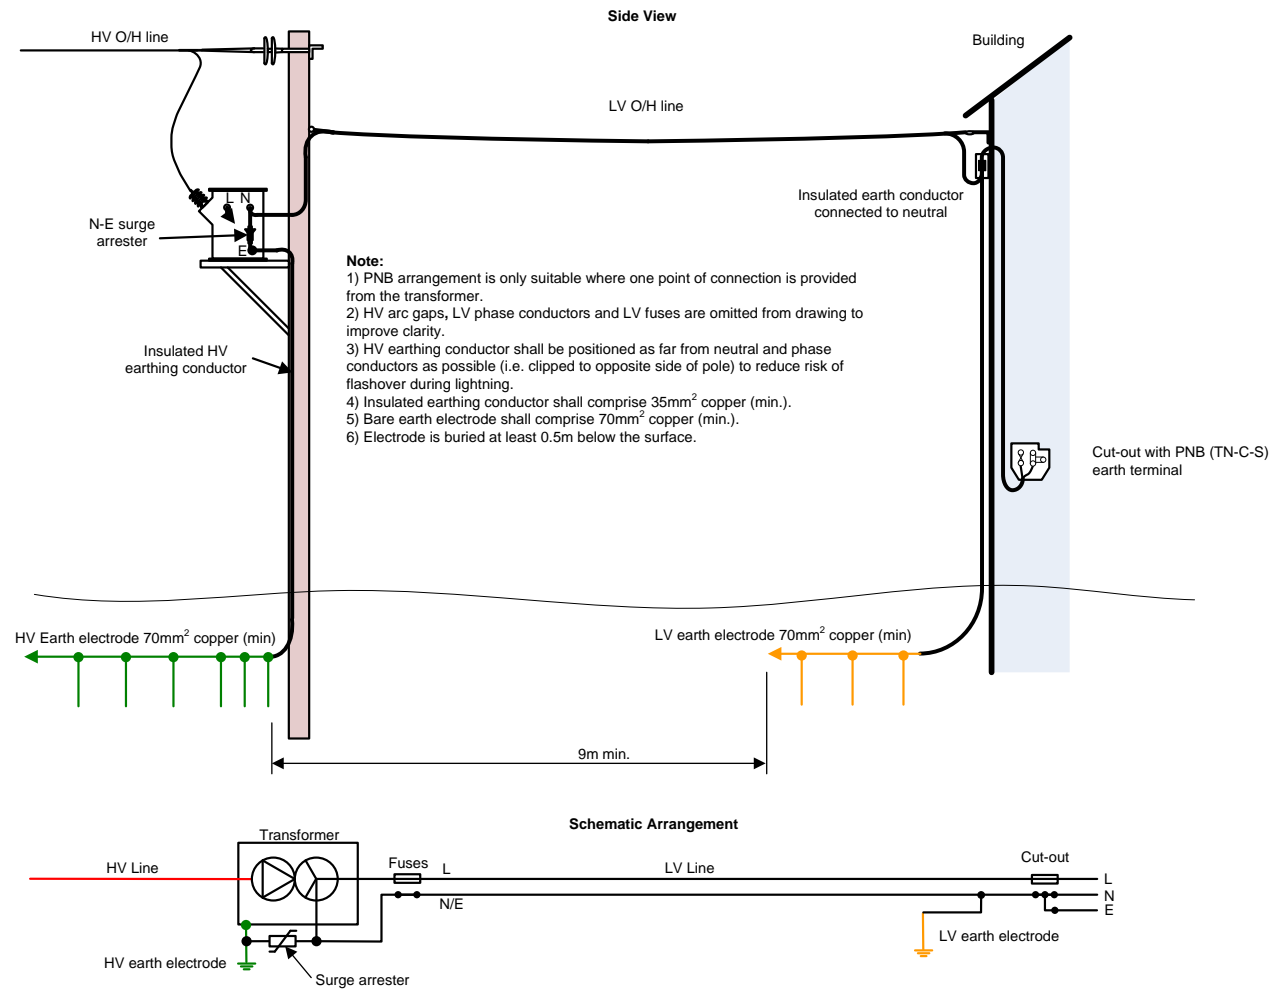 Side View
HV O/H line
Building
LV O/H line
L N
Insulated earth conductor
connected to neutral
N-E surge
arrester
E
Note:
1) PNB arrangement is only suitable where one point of connection is provided
from the transformer.
2) HV arc gaps, LV phase conductors and LV fuses are omitted from drawing to
improve clarity.
3) HV earthing conductor shall be positioned as far from neutral and phase
conductors as possible (i.e. clipped to opposite side of pole) to reduce risk of
flashover during lightning.
4) Insulated earthing conductor shall comprise 35mm² copper (min.).
5) Bare earth electrode shall comprise 70mm² copper (min.).
6) Electrode is buried at least 0.5m below the surface.
Insulated HV
earthing conductor
Cut-out with PNB (TN-C-S)
earth terminal
HV Earth electrode 70mm² copper (min)
LV earth electrode 70mm² copper (min)
9m min.
Schematic Arrangement
Transformer
HV Line
Fuses
L
LV Line
Cut-out
L
N/E
N
E
LV earth electrode
HV earth electrode
Surge arrester